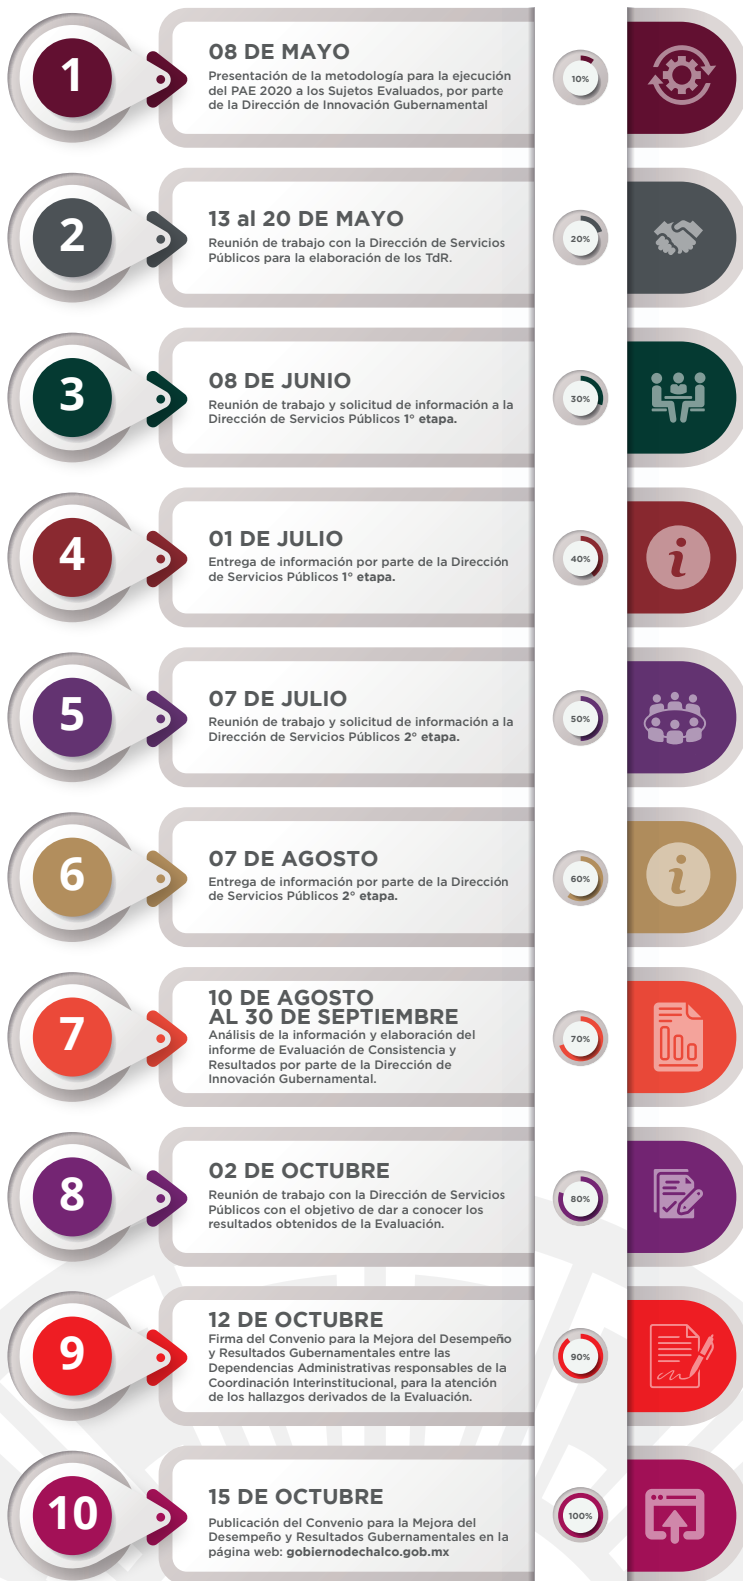 1
08 DE MAYO
Presentación de la metodología para la ejecución
del PAE 2020 a los Sujetos Evaluados, por parte
de la Dirección de Innovación Gubernamental
10%
2
13 al 20 DE MAYO
Reunión de trabajo con la Dirección de Servicios
Públicos para la elaboración de los TdR.
20%
3
08 DE JUNIO
Reunión de trabajo y solicitud de información a la
Dirección de Servicios Públicos 1° etapa.
30%
4
01 DE JULIO
Entrega de información por parte de la Dirección
de Servicios Públicos 1° etapa.
40%
i
5
07 DE JULIO
Reunión de trabajo y solicitud de información a la
Dirección de Servicios Públicos 2° etapa.
50%
6
07 DE AGOSTO
Entrega de información por parte de la Dirección
de Servicios Públicos 2° etapa.
60%
i
7
10 DE AGOSTO
AL 30 DE SEPTIEMBRE
Análisis de la información y elaboración del
informe de Evaluación de Consistencia y
Resultados por parte de la Dirección de
Innovación Gubernamental.
70%
8
02 DE OCTUBRE
Reunión de trabajo con la Dirección de Servicios
Públicos con el objetivo de dar a conocer los
resultados obtenidos de la Evaluación.
80%
9
12 DE OCTUBRE
Firma del Convenio para la Mejora del Desempeño
y Resultados Gubernamentales entre las
Dependencias Administrativas responsables de la
Coordinación Interinstitucional, para la atención
de los hallazgos derivados de la Evaluación.
90%
10
15 DE OCTUBRE
Publicación del Convenio para la Mejora del
Desempeño y Resultados Gubernamentales en la
página web: gobiernodechalco.gob.mx
100%